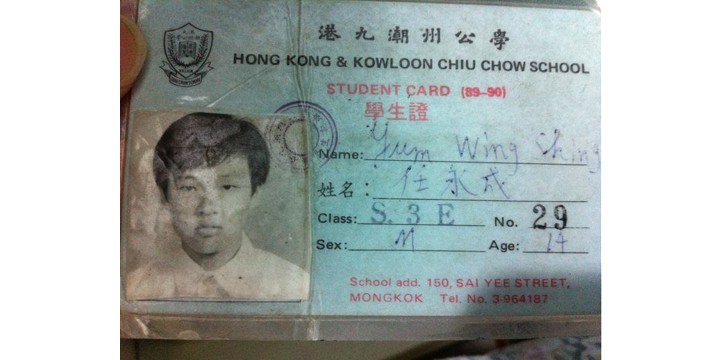 港九潮州公學
HONG KONG & KOWLOON CHIU CHOW SCHOOL
STUDENT CARD (89-90)
學生證
Name: Yum Wing Shing
姓名: 任永成
Class: S. 3 E No. 29
Sex: M Age: 14
School add. 150, SAI YEE STREET,
MONGKOK Tel. No. 3-964187